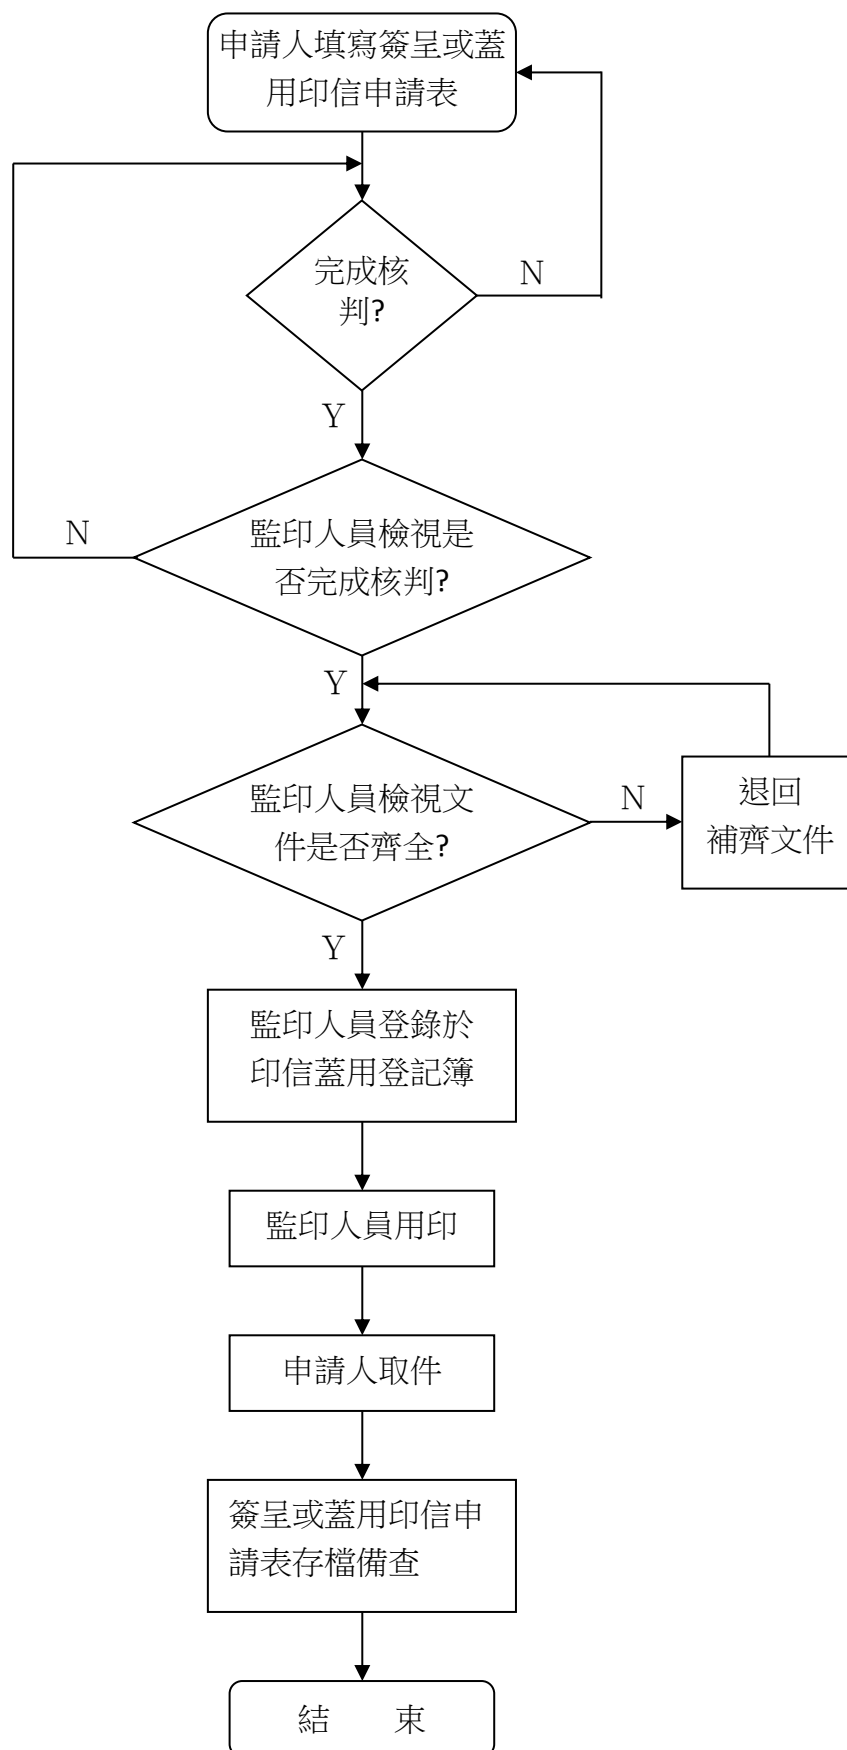 申請人填寫簽呈或蓋
用印信申請表
完成核
判?
N
Y
監印人員檢視是
否完成核判?
N
Y
監印人員檢視文
件是否齊全?
N
退回
補齊文件
Y
監印人員登錄於
印信蓋用登記簿
監印人員用印
申請人取件
簽呈或蓋用印信申
請表存檔備查
結　　束